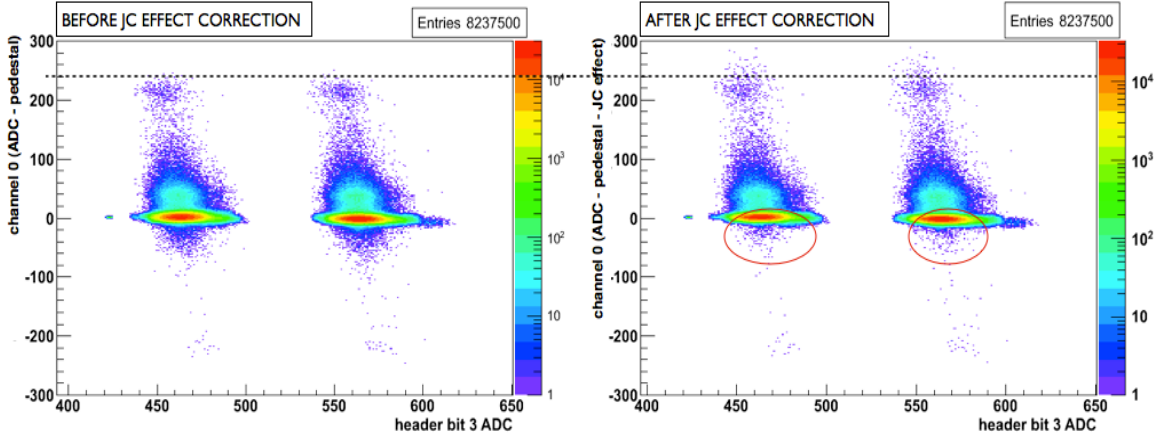 BEFORE JC EFFECT CORRECTION
Entries 8237500
channel 0 (ADC - pedestal)
300
200
100
0
-100
-200
-300
400 450 500 550 600 650
header bit 3 ADC
10⁴
10³
10²
10
1
AFTER JC EFFECT CORRECTION
Entries 8237500
channel 0 (ADC - pedestal - JC effect)
300
200
100
0
-100
-200
-300
400 450 500 550 600 650
header bit 3 ADC
10⁴
10³
10²
10
1